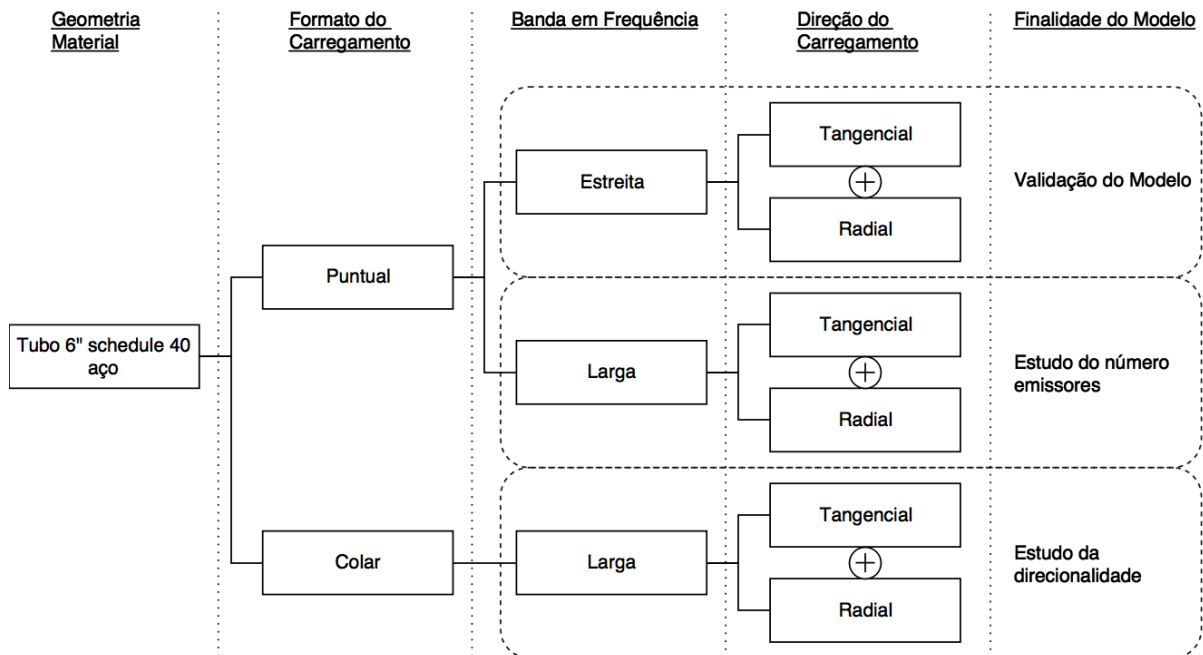 Geometria
Material
Formato do
Carregamento
Banda em Frequência
Direção do
Carregamento
Finalidade do Modelo
Tubo 6" schedule 40
aço
Puntual
Colar
Estreita
Larga
Larga
Tangencial
Radial
Tangencial
Radial
Tangencial
Radial
Validação do Modelo
Estudo do número
emissores
Estudo da
direcionalidade